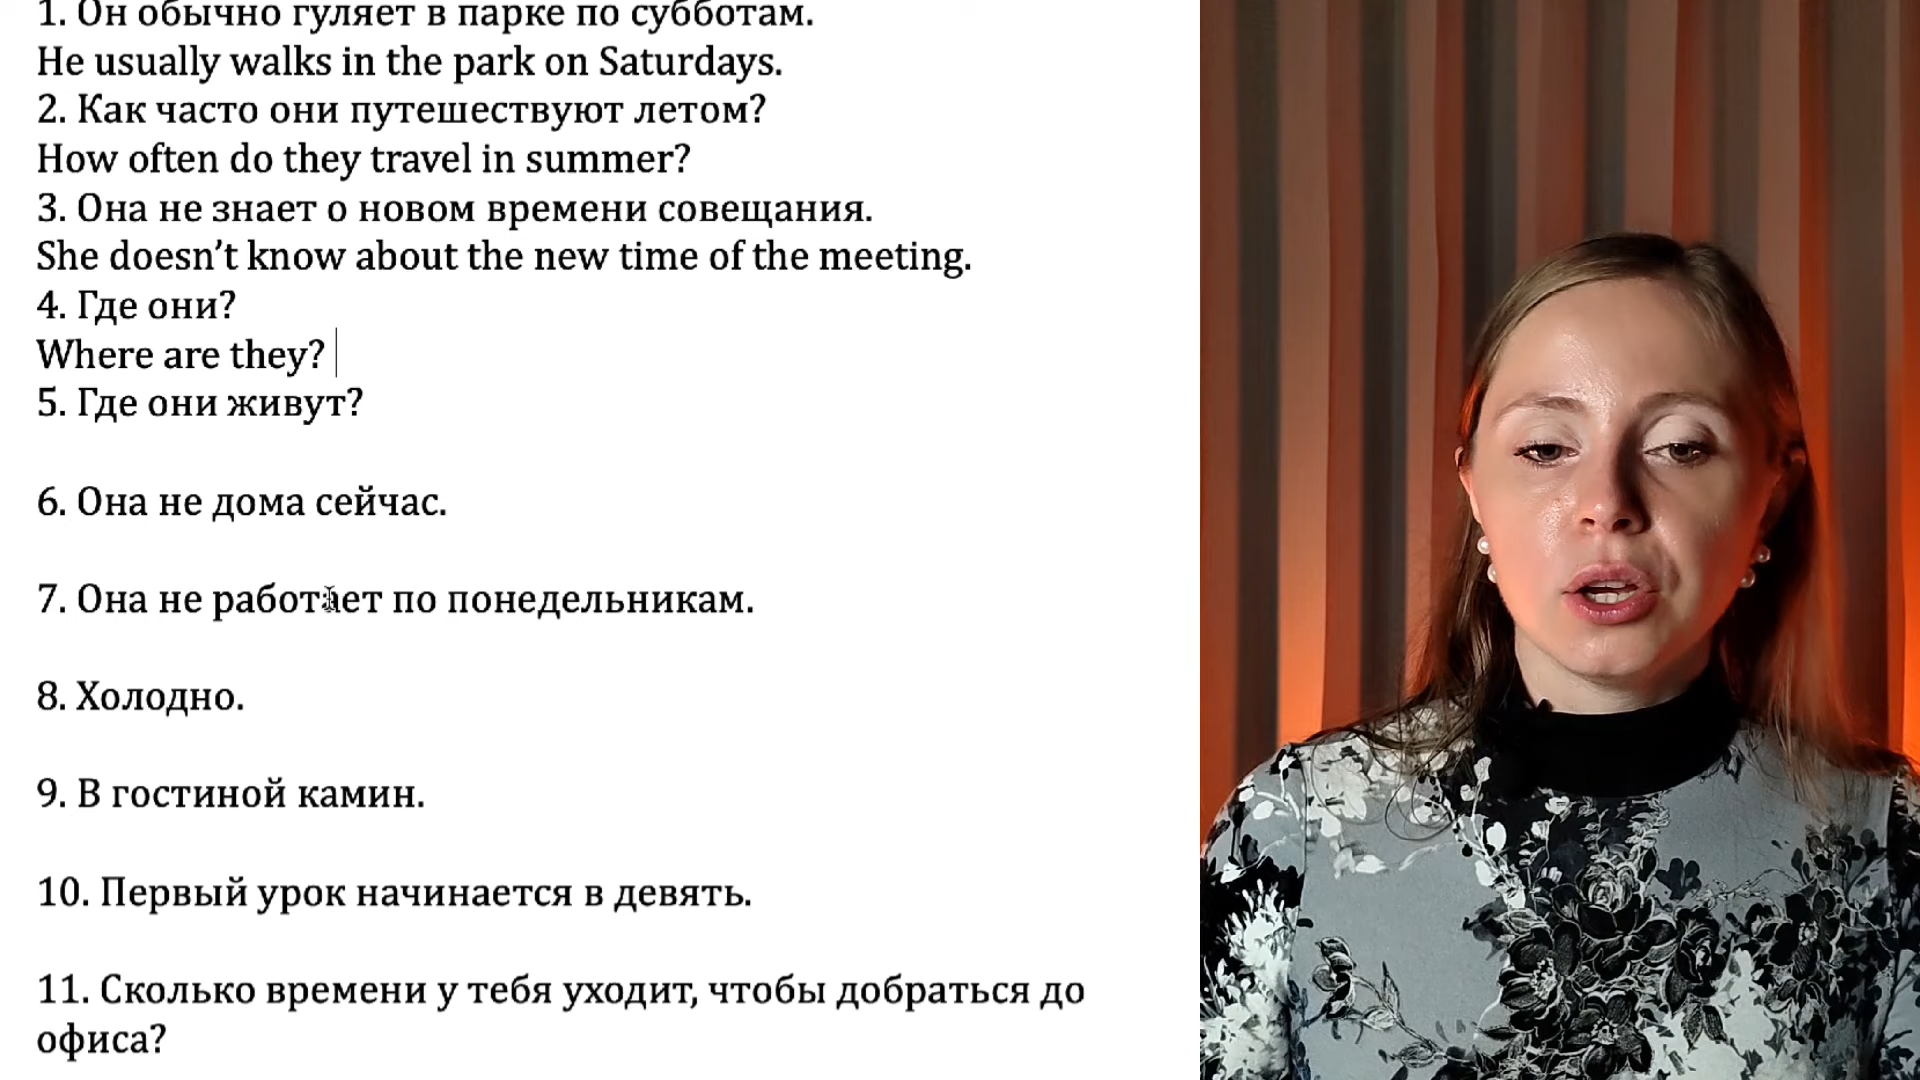 1. Он обычно гуляет в парке по субботам.
He usually walks in the park on Saturdays.
2. Как часто они путешествуют летом?
How often do they travel in summer?
3. Она не знает о новом времени совещания.
She doesn’t know about the new time of the meeting.
4. Где они?
Where are they?
5. Где они живут?
6. Она не дома сейчас.
7. Она не работает по понедельникам.
8. Холодно.
9. В гостиной камин.
10. Первый урок начинается в девять.
11. Сколько времени у тебя уходит, чтобы добраться до
офиса?